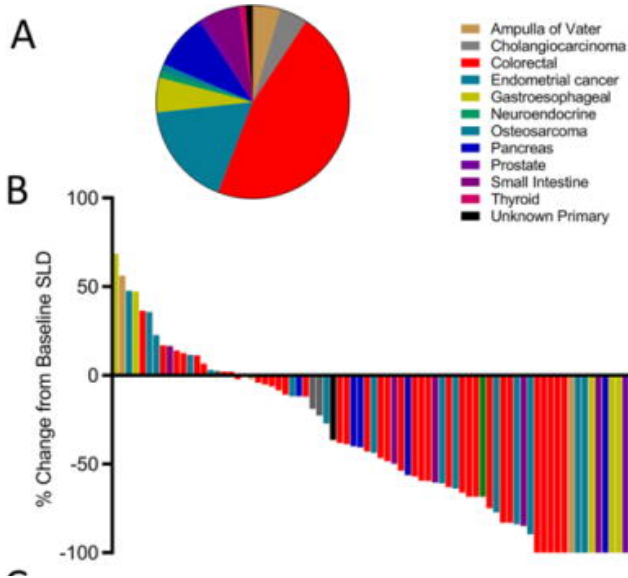 A
Ampulla of Vater
Cholangiocarcinoma
Colorectal
Endometrial cancer
Gastroesophageal
Neuroendocrine
Osteosarcoma
Pancreas
Prostate
Small Intestine
Thyroid
Unknown Primary
B
% Change from Baseline SLD
100
50
0
-50
-100